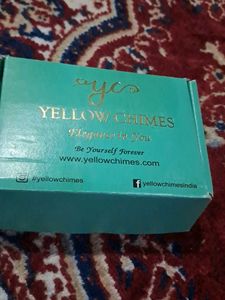 yc
YELLOW CHIMES
Elegance in You
Be Yourself Forever
www.yellowchimes.com
#yellowchimes
f yellowchimesindia